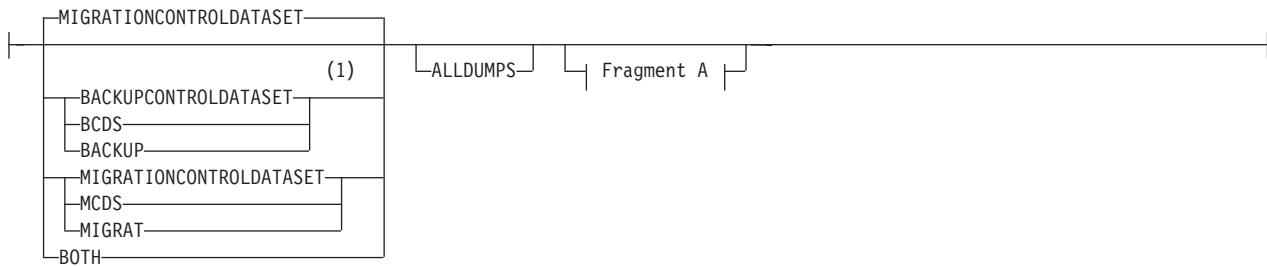 MIGRATIONCONTROLDATASET
(1)
ALLDUMPS
Fragment A
BACKUPCONTROLDATASET
BCDS
BACKUP
MIGRATIONCONTROLDATASET
MCDS
MIGRAT
BOTH